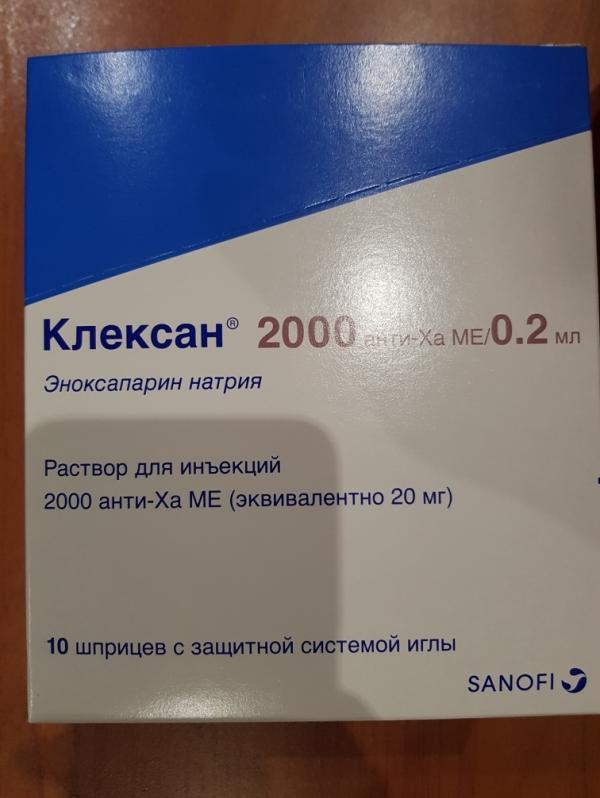 Клексан® 2000 анти-Ха МЕ/0.2 мл
Эноксапарин натрия
Раствор для инъекций
2000 анти-Ха МЕ (эквивалентно 20 мг)
10 шприцев с защитной системой иглы
SANOFI